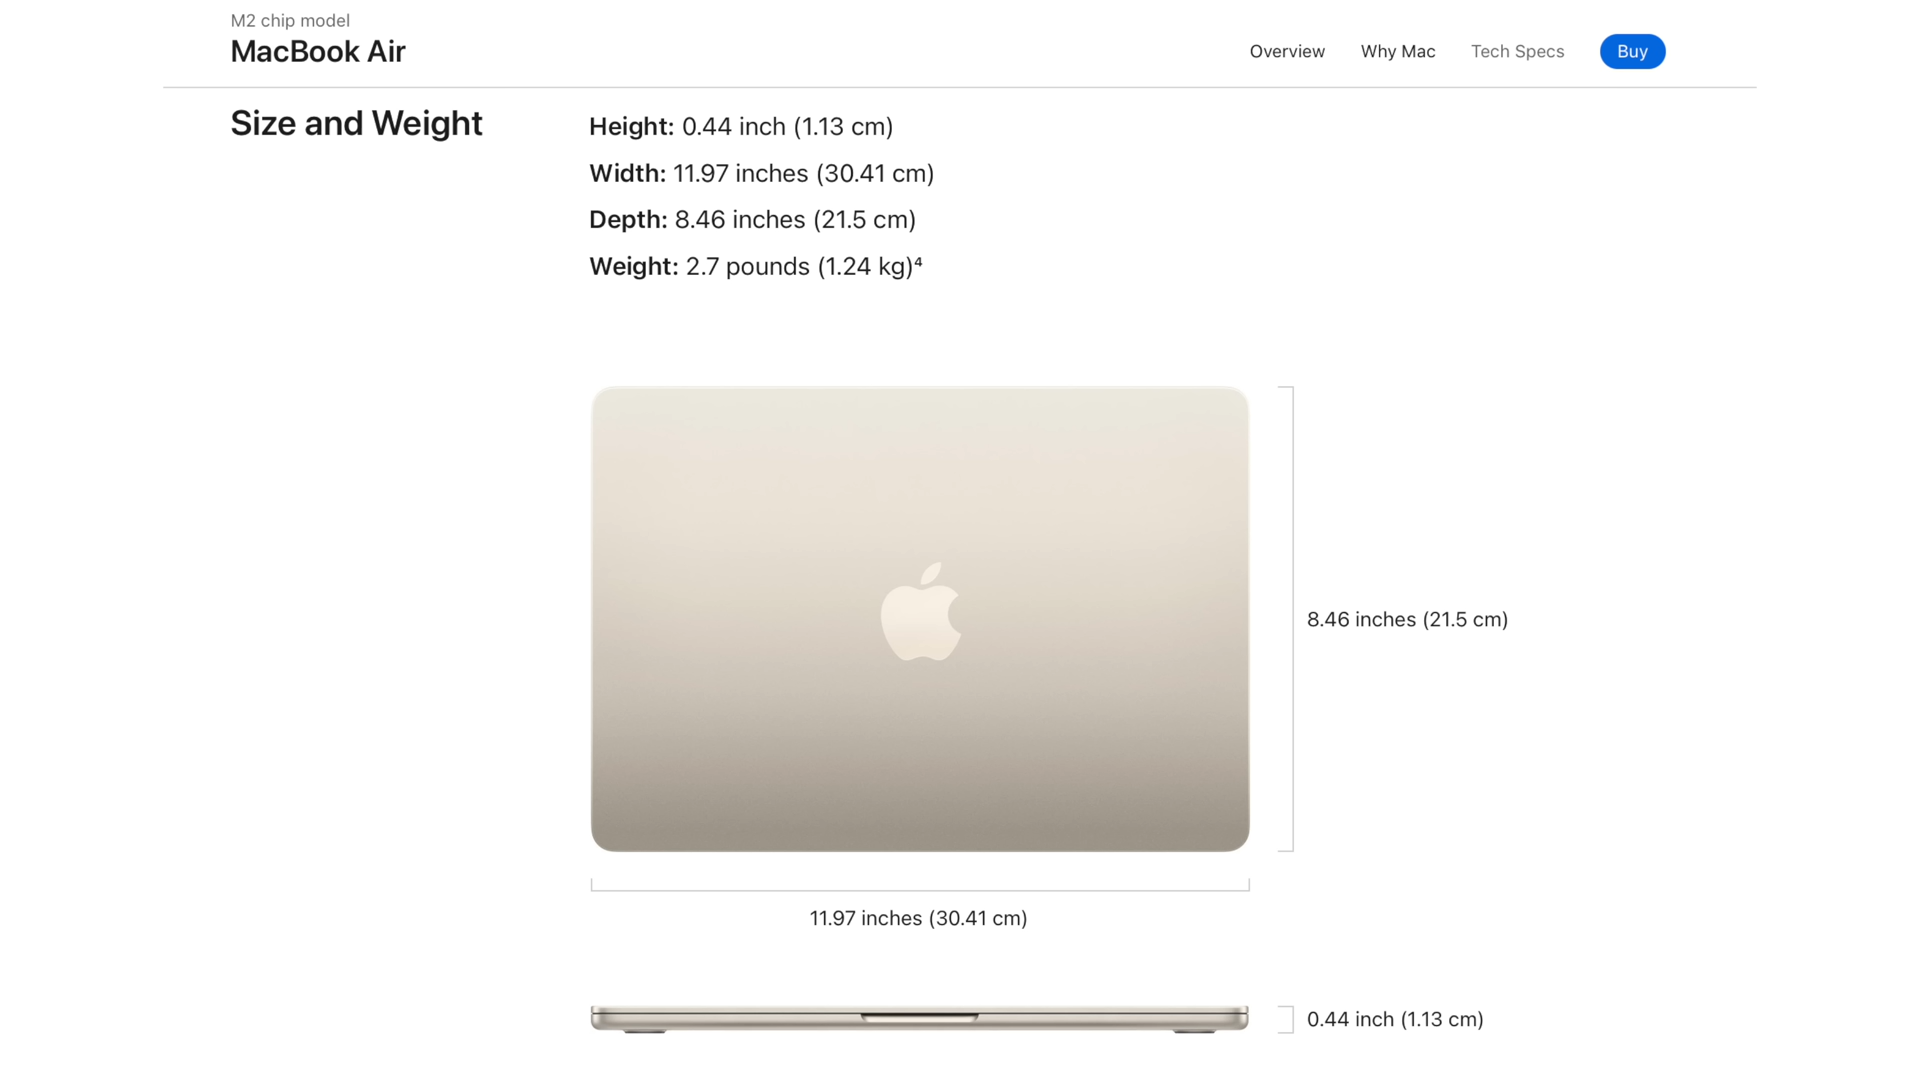 M2 chip model
MacBook Air
Overview Why Mac Tech Specs Buy
Size and Weight
Height: 0.44 inch (1.13 cm)
Width: 11.97 inches (30.41 cm)
Depth: 8.46 inches (21.5 cm)
Weight: 2.7 pounds (1.24 kg)⁴
8.46 inches (21.5 cm)
11.97 inches (30.41 cm)
0.44 inch (1.13 cm)